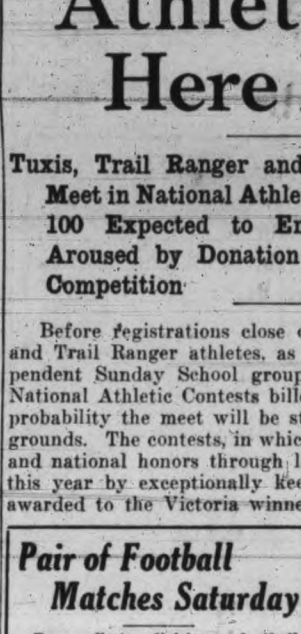 Athlet
Here
Tuxis, Trail Ranger and
Meet in National Athle
100 Expected to En
Aroused by Donation
Competition
Before registrations close
and Trail Ranger athletes, as
pendent Sunday School group
National Athletic Contests bill
probability the meet will be st
grounds. The contests, in whic
and national honors through l
this year by exceptionally kee
awarded to the Victoria winne
Pair of Football
Matches Saturday